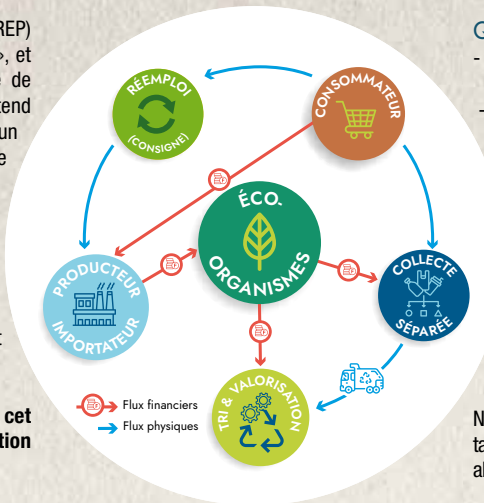 REP)
», et
de
tend
un
e
t
cet
tion
RÉEMPLOI
(CONSIGNE)
CONSOMMATEUR
ÉCO-
ORGANISMES
PRODUCTEUR
IMPORTATEUR
COLLECTE
SÉPARÉE
TRI & VALORISATION
Flux financiers
Flux physiques
-
-
N
ta